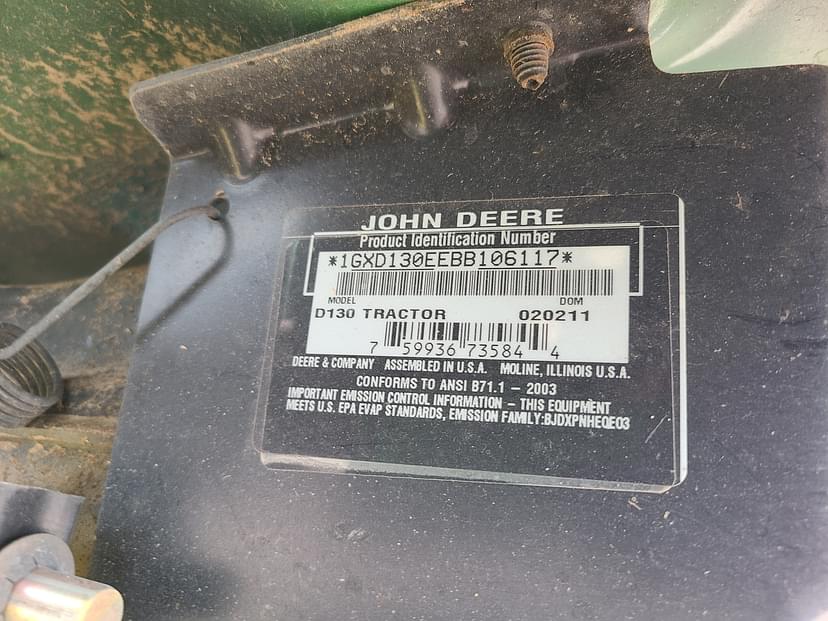 JOHN DEERE
Product Identification Number
*1GXD130EEBB106117*
MODEL DOM
D130 TRACTOR 020211
7 59936 73584 4
DEERE & COMPANY ASSEMBLED IN U.S.A. MOLINE, ILLINOIS U.S.A.
CONFORMS TO ANSI B71.1 – 2003
IMPORTANT EMISSION CONTROL INFORMATION – THIS EQUIPMENT
MEETS U.S. EPA EVAP STANDARDS, EMISSION FAMILY:BJDXPNHEQE03